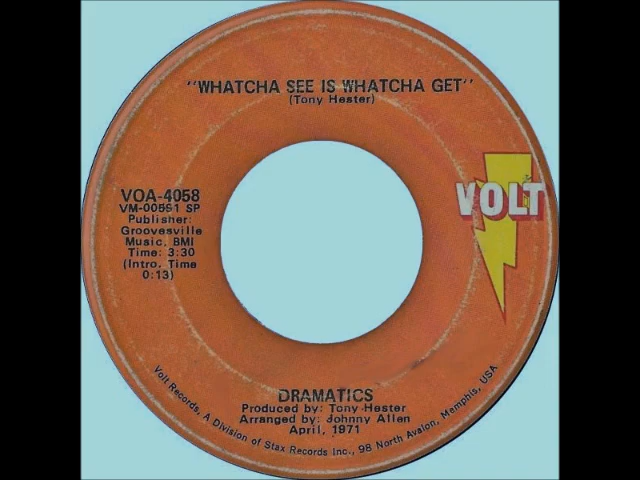 "WHATCHA SEE IS WHATCHA GET"
(Tony Hester)
VOA-4058
VM-00591 SP
Publisher:
Groovesville
Music, BMI
Time: 3:30
(Intro. Time
0:13)
VOLT
DRAMATICS
Produced by: Tony Hester
Arranged by: Johnny Allen
April, 1971
Volt Records, A Division of Stax Records Inc., 98 North Avalon, Memphis, USA